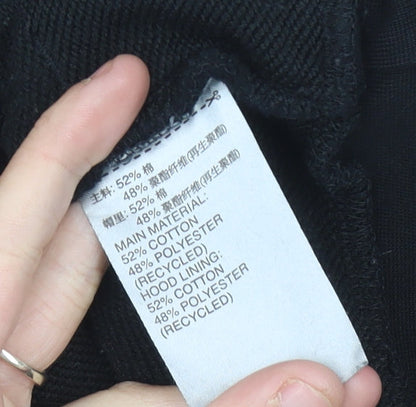 主料: 52% 棉
48% 聚酯纤维(再生聚酯)
帽里: 52% 棉
48% 聚酯纤维(再生聚酯)
MAIN MATERIAL:
52% COTTON
48% POLYESTER
(RECYCLED)
HOOD LINING:
52% COTTON
48% POLYESTER
(RECYCLED)